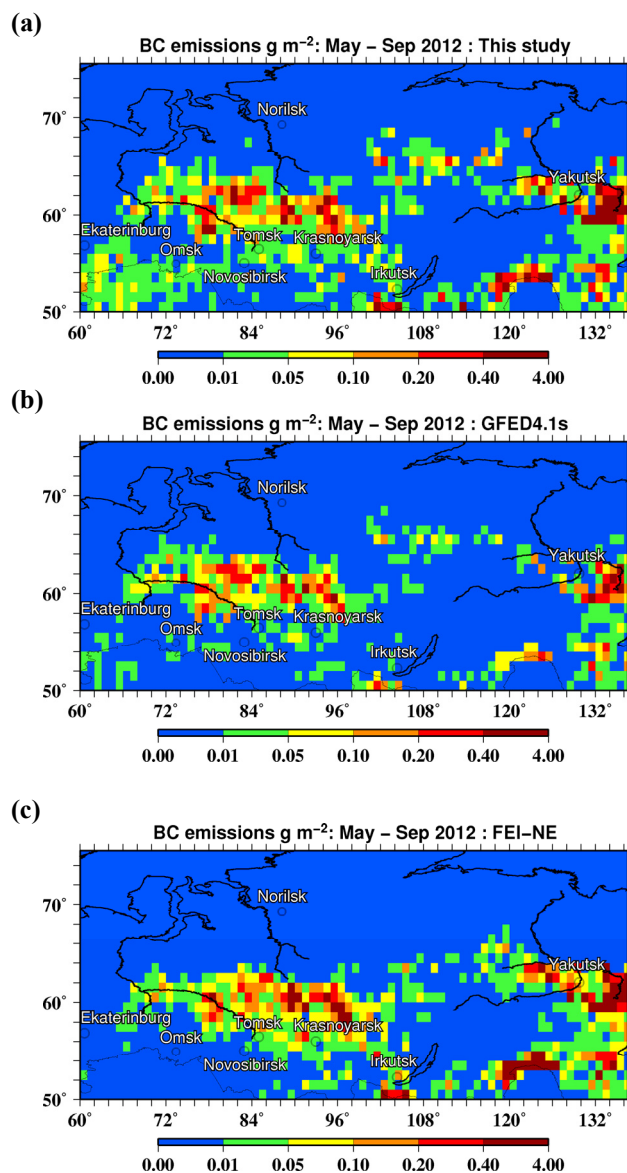 (a)
BC emissions g m⁻²: May – Sep 2012 : This study
70°
60°
50°
Norilsk
Yakutsk
Ekaterinburg
Omsk
Tomsk
Krasnoyarsk
Novosibirsk
Irkutsk
60° 72 84 96 108 120 132
0.00 0.01 0.05 0.10 0.20 0.40 4.00
(b)
BC emissions g m⁻²: May – Sep 2012 : GFED4.1s
70°
60°
50°
Norilsk
Yakutsk
Ekaterinburg
Omsk
Tomsk
Krasnoyarsk
Novosibirsk
Irkutsk
60° 72 84 96 108 120 132
0.00 0.01 0.05 0.10 0.20 0.40 4.00
(c)
BC emissions g m⁻²: May – Sep 2012 : FEI−NE
70°
60°
50°
Norilsk
Yakutsk
Ekaterinburg
Omsk
Tomsk
Krasnoyarsk
Novosibirsk
Irkutsk
60° 72 84 96 108 120 132
0.00 0.01 0.05 0.10 0.20 0.40 4.00